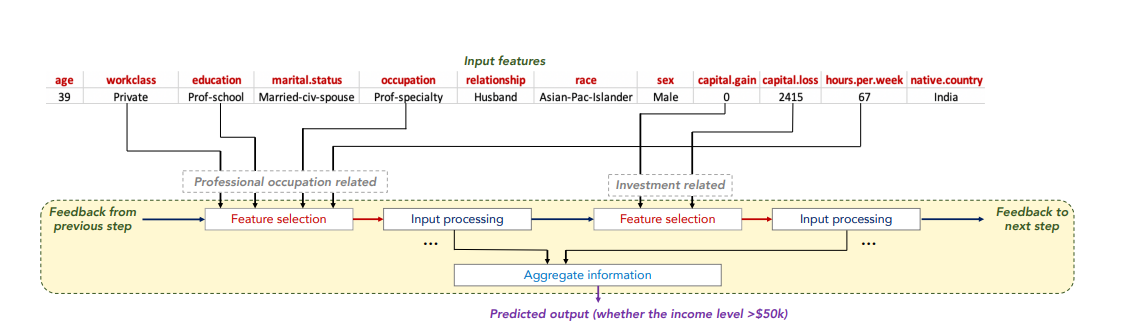 Input features
age workclass education marital.status occupation relationship race sex capital.gain capital.loss hours.per.week native.country
39 Private Prof-school Married-civ-spouse Prof-specialty Husband Asian-Pac-Islander Male 0 2415 67 India
Professional occupation related
Investment related
Feedback from
previous step
Feature selection
Input processing
Feature selection
Input processing
Feedback to
next step
...
...
Aggregate information
Predicted output (whether the income level >$50k)